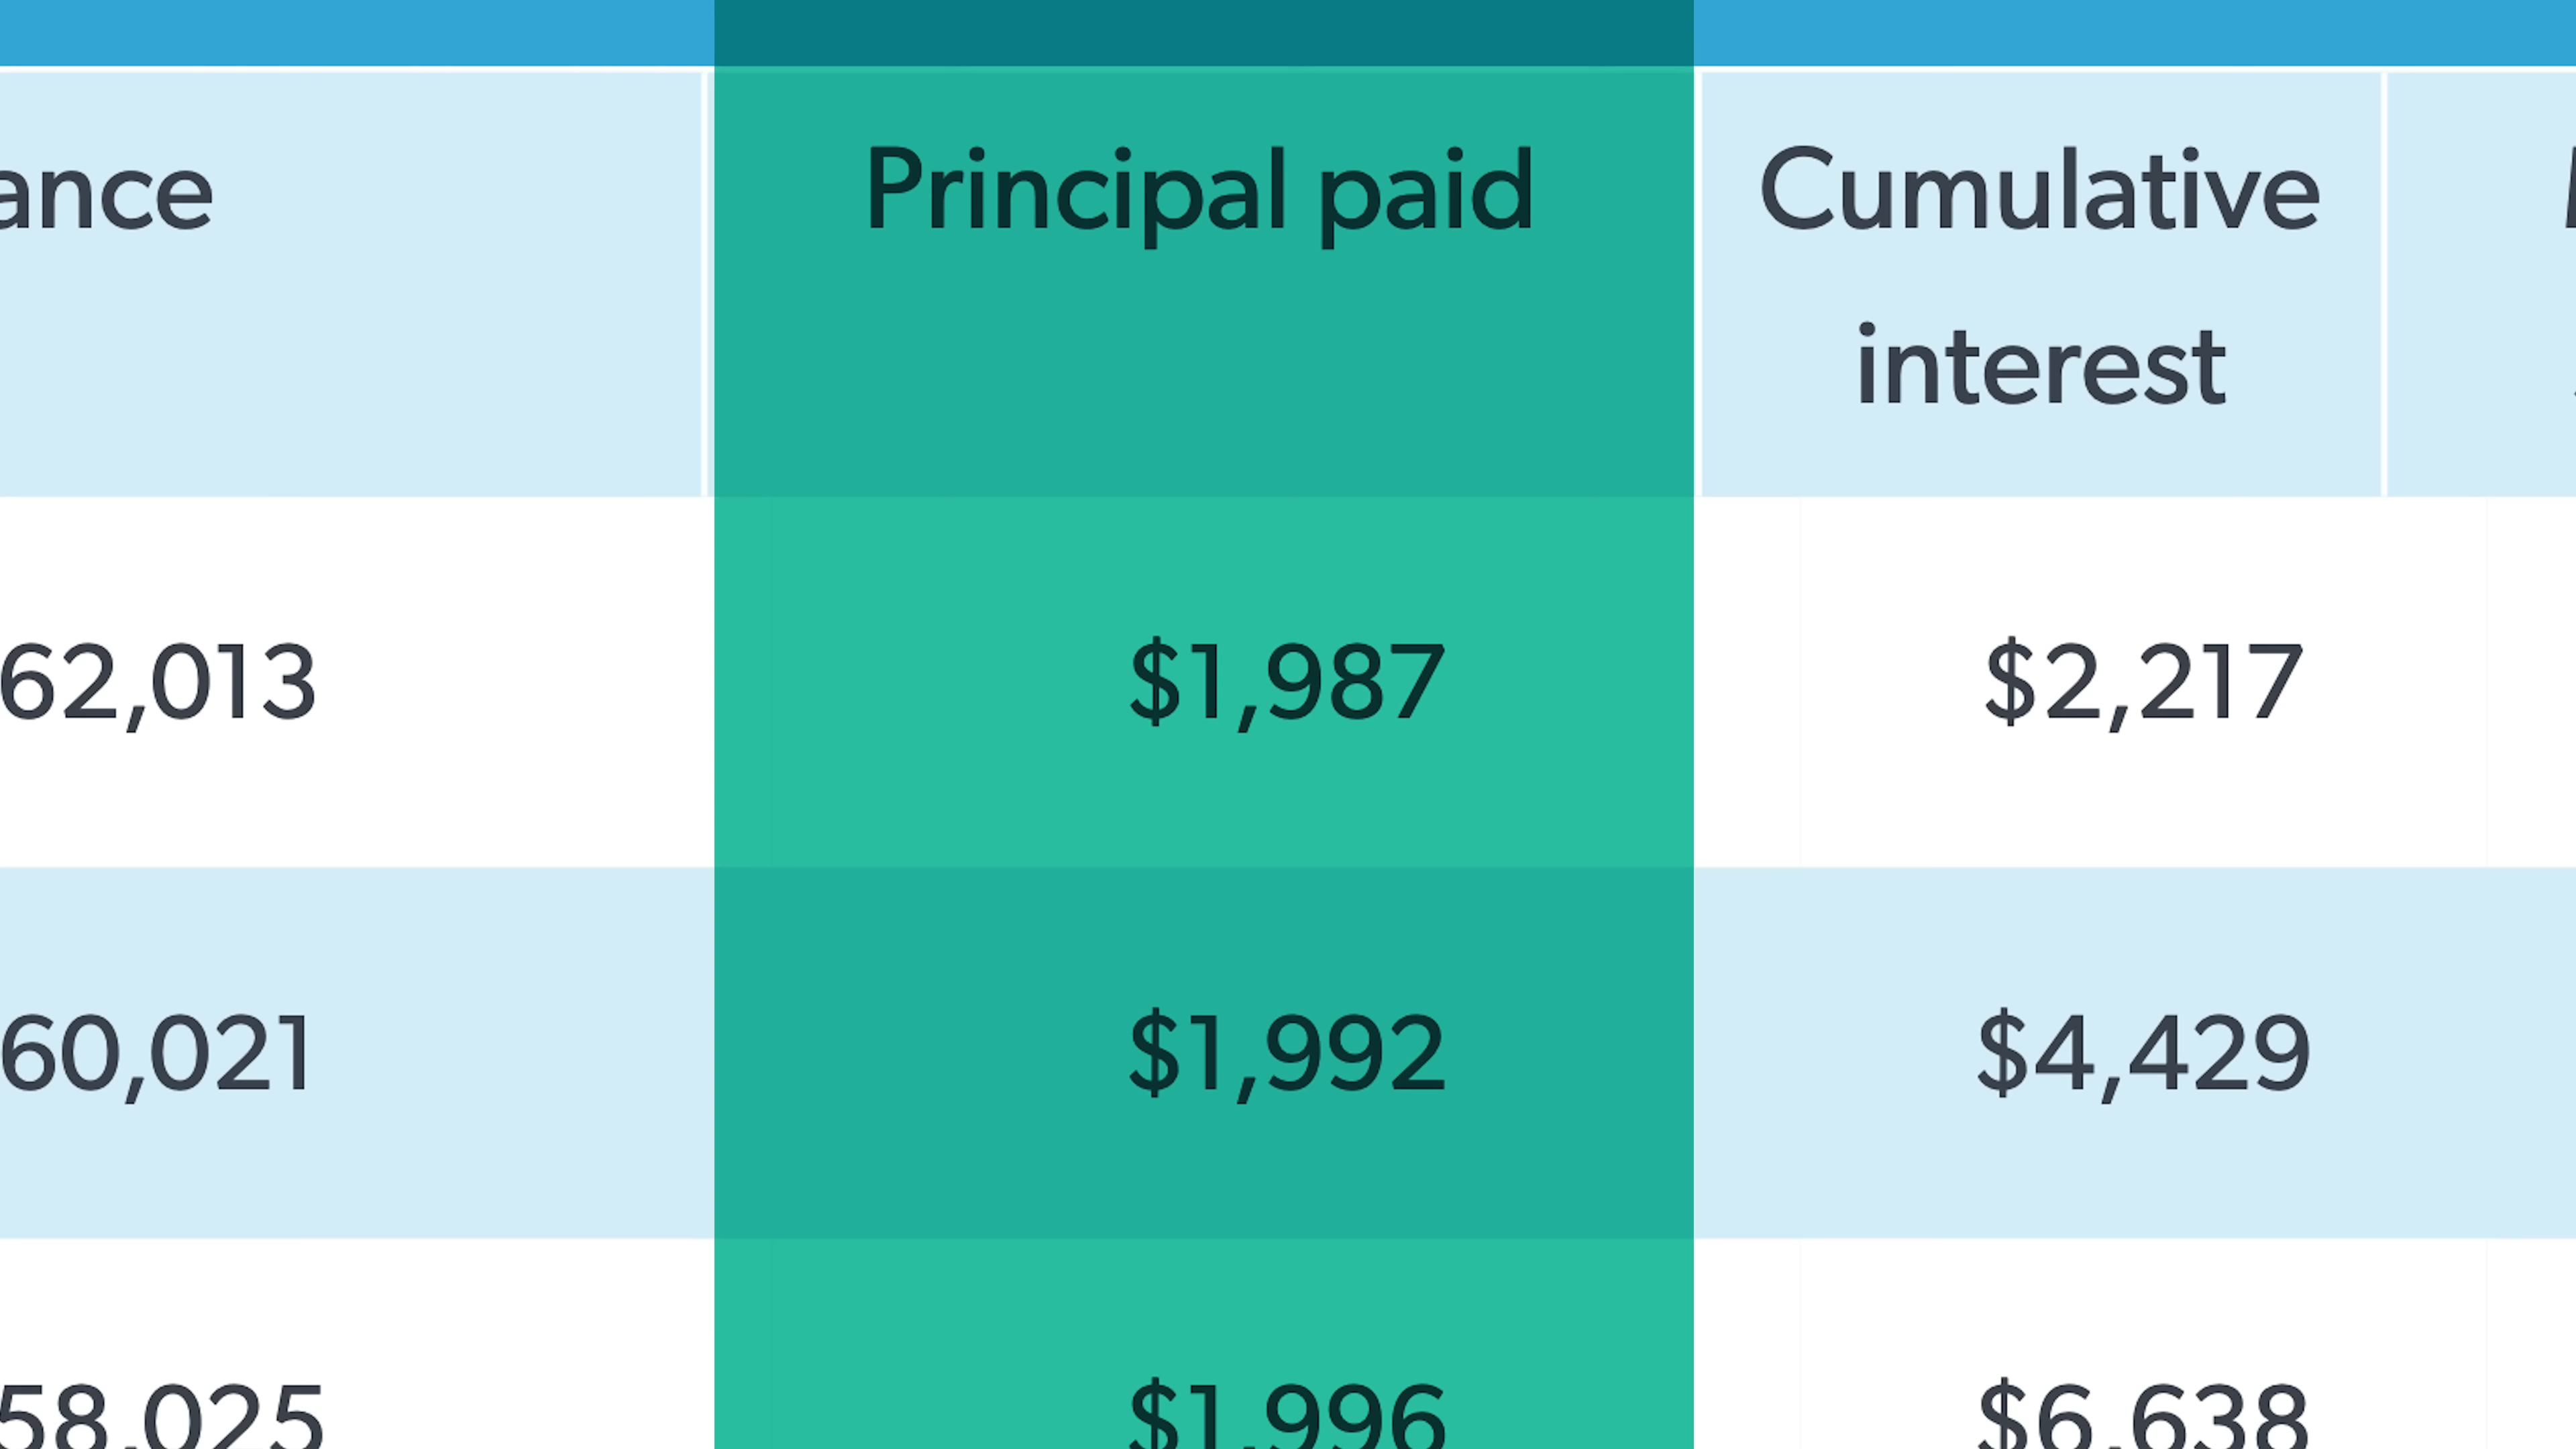 ance Principal paid Cumulative
interest
62,013 $1,987 $2,217
60,021 $1,992 $4,429
58,025 $1,996 $6,638